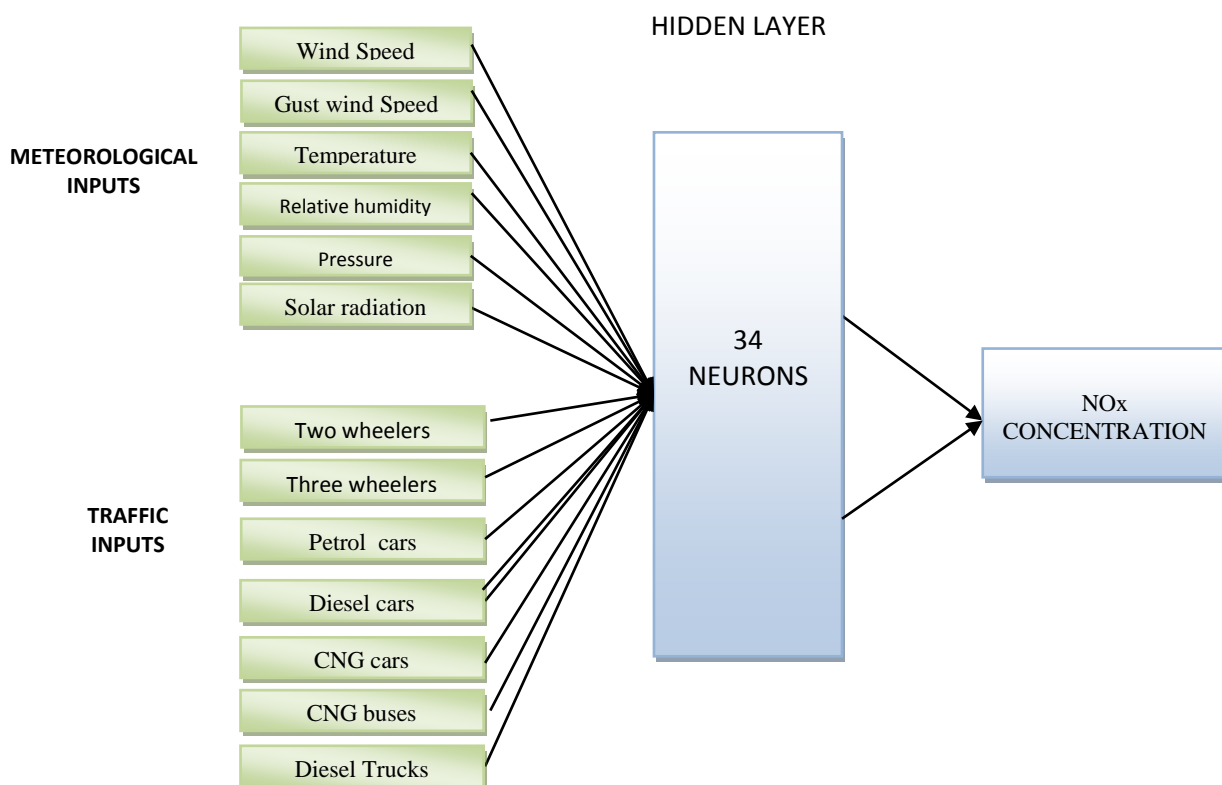 HIDDEN LAYER
METEOROLOGICAL
INPUTS
Wind Speed
Gust wind Speed
Temperature
Relative humidity
Pressure
Solar radiation
TRAFFIC
INPUTS
Two wheelers
Three wheelers
Petrol cars
Diesel cars
CNG cars
CNG buses
Diesel Trucks
34
NEURONS
NOx
CONCENTRATION